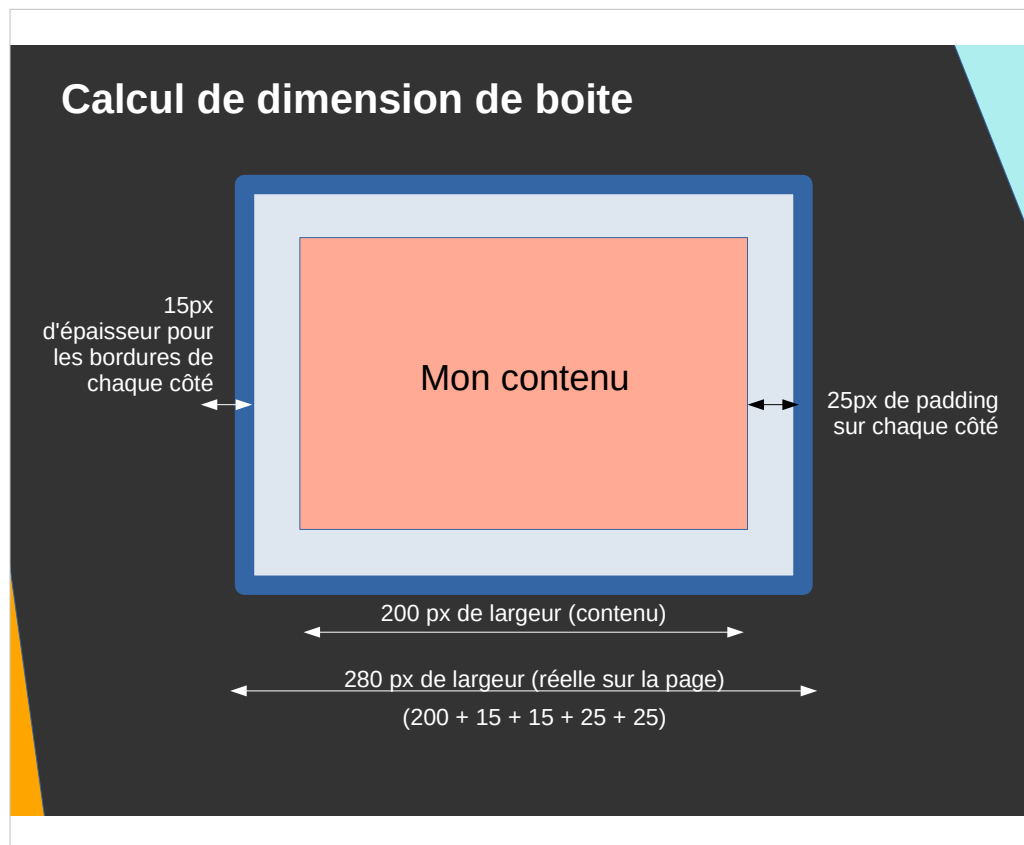 Calcul de dimension de boite
15px
d'épaisseur pour
les bordures de
chaque côté
Mon contenu
25px de padding
sur chaque côté
200 px de largeur (contenu)
280 px de largeur (réelle sur la page)
(200 + 15 + 15 + 25 + 25)